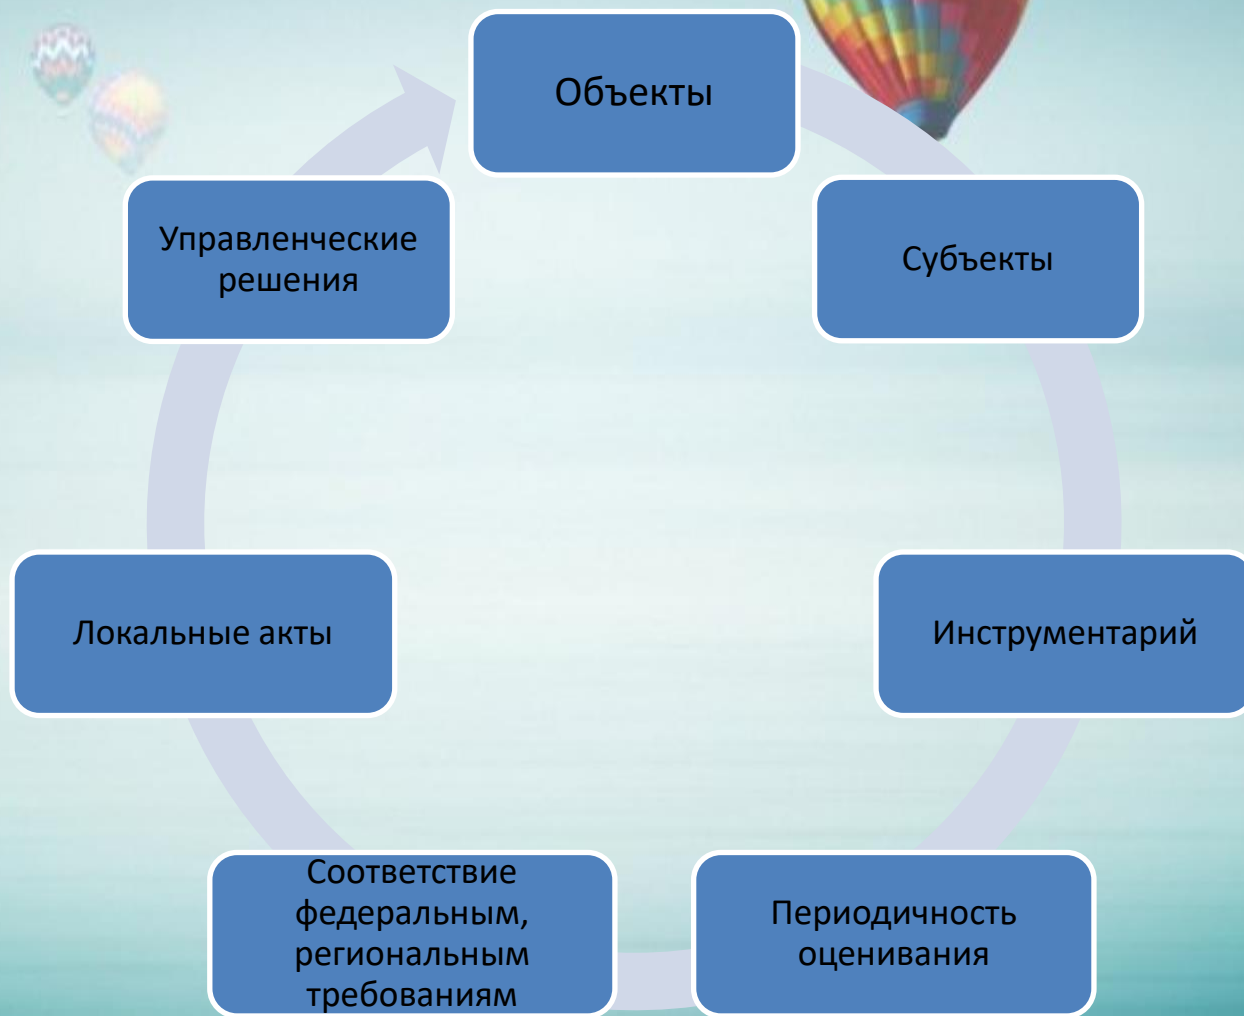 Объекты
Субъекты
Инструментарий
Периодичность
оценивания
Соответствие
федеральным,
региональным
требованиям
Локальные акты
Управленческие
решения